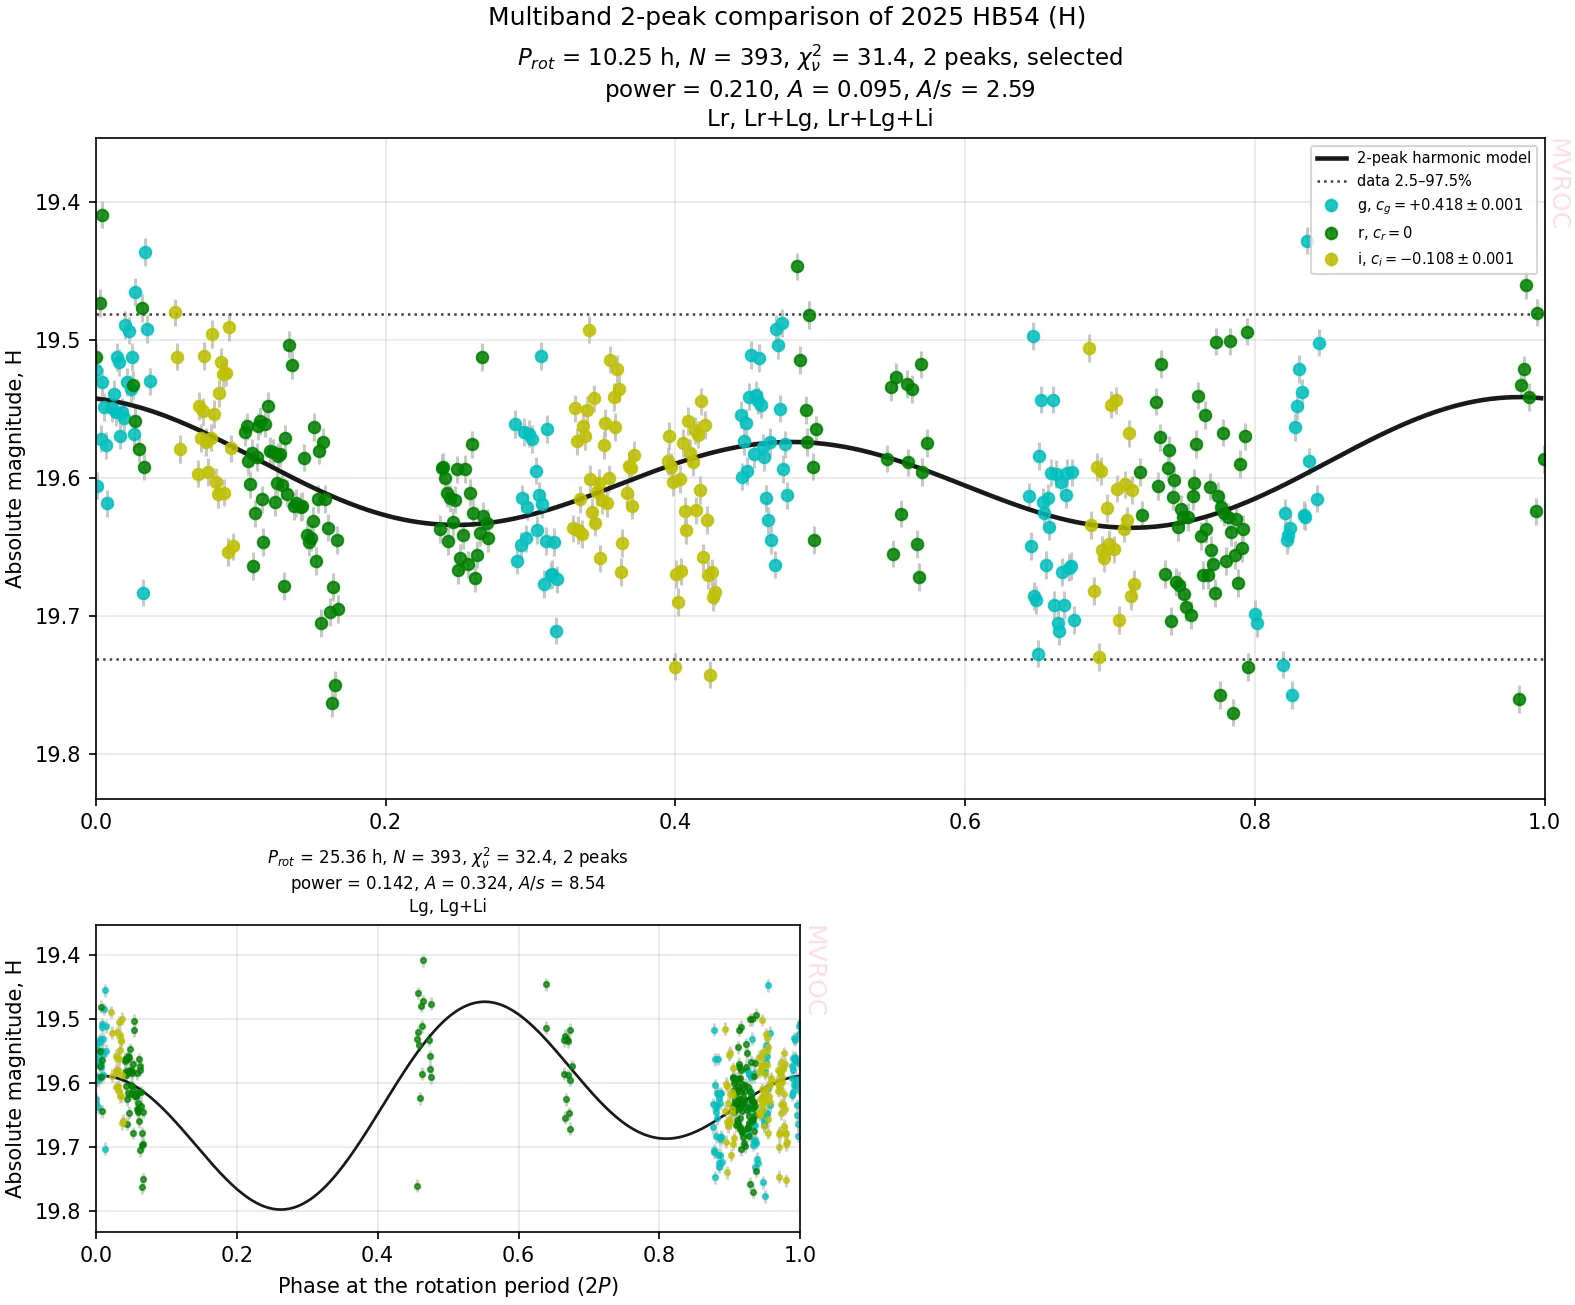 Multiband 2-peak comparison of 2025 HB54 (H)
P_rot = 10.25 h, N = 393, χ²_ν = 31.4, 2 peaks, selected
power = 0.210, A = 0.095, A/s = 2.59
Lr, Lr+Lg, Lr+Lg+Li
2-peak harmonic model
data 2.5–97.5%
g, c_g = +0.418 ± 0.001
r, c_r = 0
i, c_i = −0.108 ± 0.001
MVROC
Absolute magnitude, H
19.4
19.5
19.6
19.7
19.8
0.0 0.2 0.4 0.6 0.8 1.0
P_rot = 25.36 h, N = 393, χ²_ν = 32.4, 2 peaks
power = 0.142, A = 0.324, A/s = 8.54
Lg, Lg+Li
MVROC
Absolute magnitude, H
19.4
19.5
19.6
19.7
19.8
0.0 0.2 0.4 0.6 0.8 1.0
Phase at the rotation period (2P)